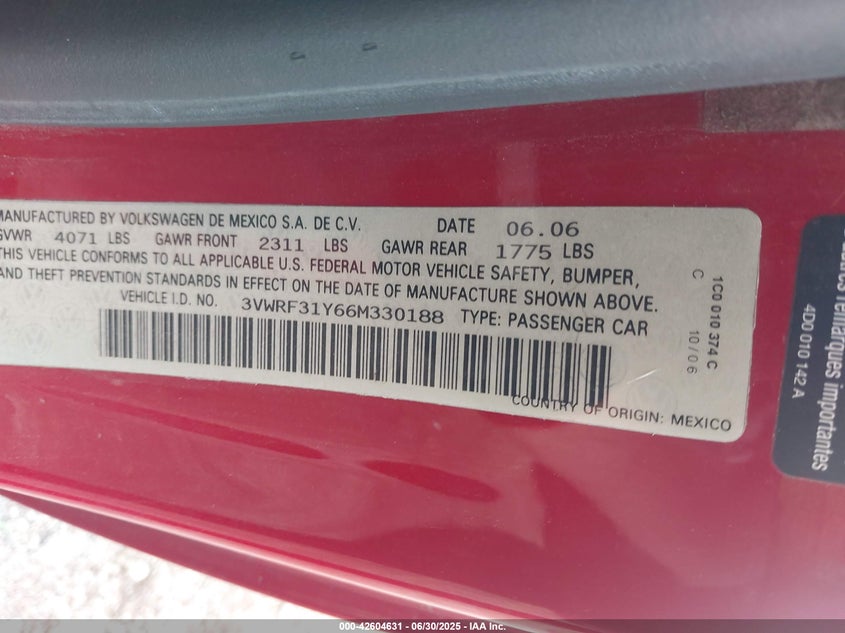 MANUFACTURED BY VOLKSWAGEN DE MEXICO S.A. DE C.V. DATE 06.06
GVWR 4071 LBS GAWR FRONT 2311 LBS GAWR REAR 1775 LBS
THIS VEHICLE CONFORMS TO ALL APPLICABLE U.S. FEDERAL MOTOR VEHICLE SAFETY, BUMPER,
AND THEFT PREVENTION STANDARDS IN EFFECT ON THE DATE OF MANUFACTURE SHOWN ABOVE.
VEHICLE I.D. NO. 3VWRF31Y66M330188 TYPE: PASSENGER CAR
COUNTRY OF ORIGIN: MEXICO
1C0 010 374 C
C 10/06
remarques importantes
4D0 010 142 A
000-42604631 - 06/30/2025 - IAA Inc.